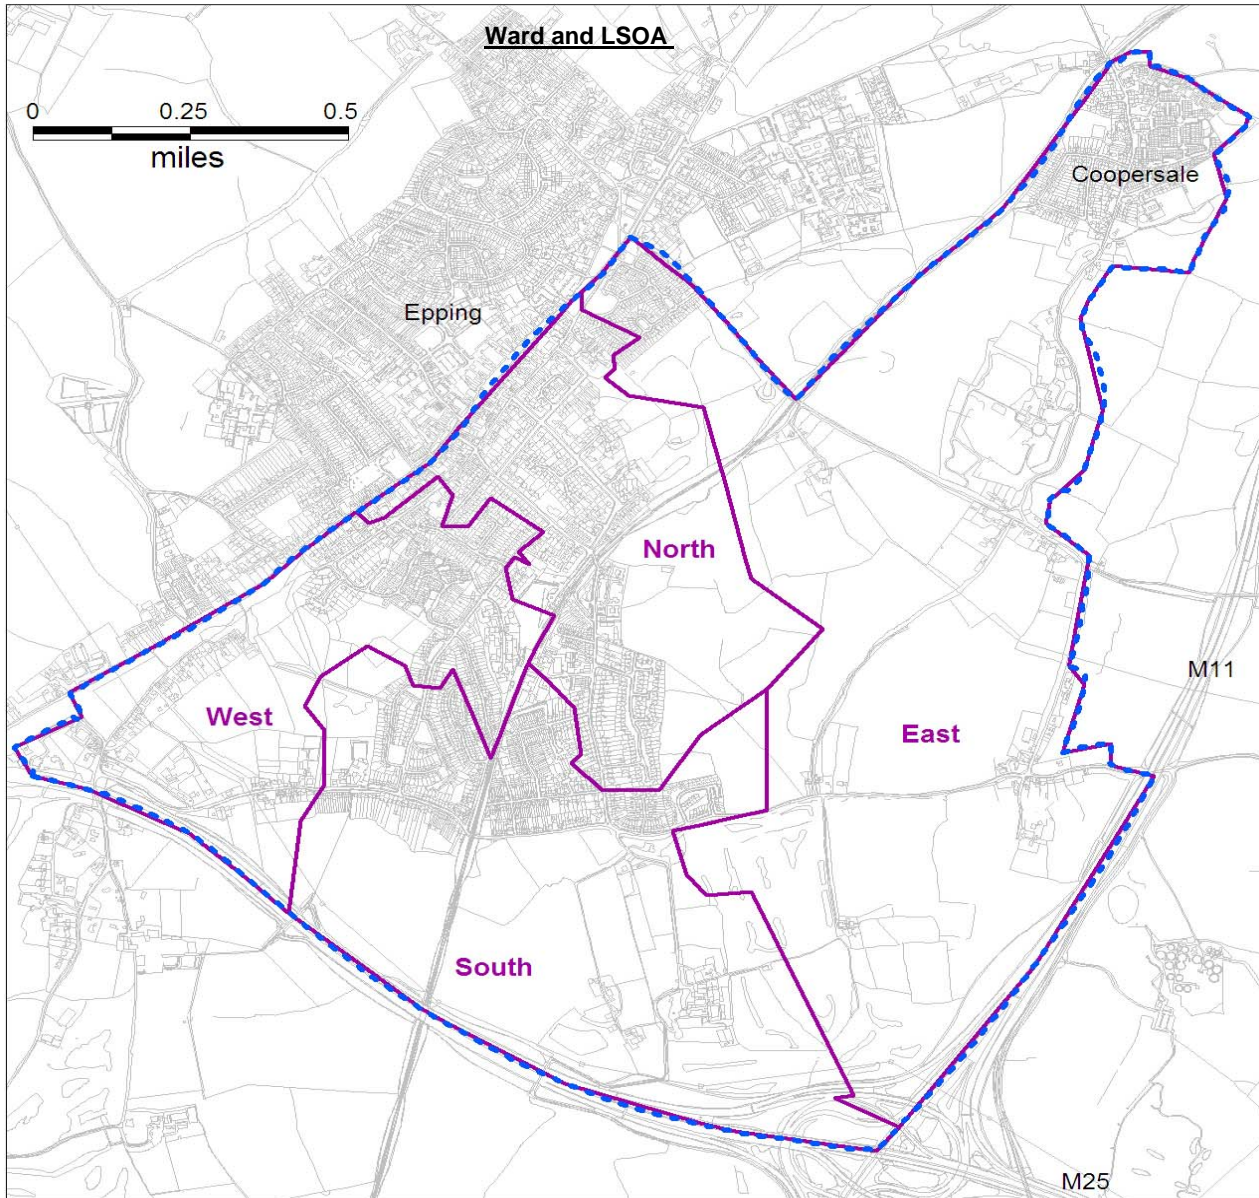 Ward and LSOA
0 0.25 0.5
miles
Coopersale
Epping
North
M11
West
East
South
M25